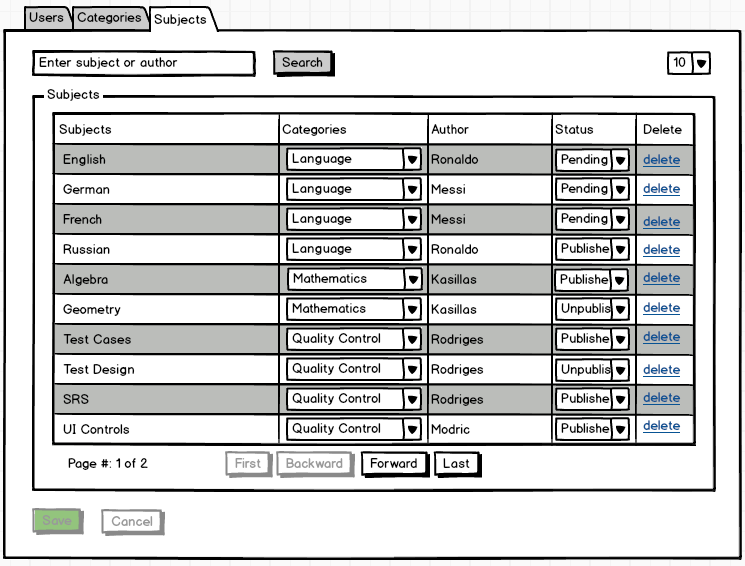 Users Categories Subjects
Enter subject or author Search 10
Subjects
Subjects Categories Author Status Delete
English Language Ronaldo Pending delete
German Language Messi Pending delete
French Language Messi Pending delete
Russian Language Ronaldo Publishe delete
Algebra Mathematics Kasillas Publishe delete
Geometry Mathematics Kasillas Unpublis delete
Test Cases Quality Control Rodriges Publishe delete
Test Design Quality Control Rodriges Unpublis delete
SRS Quality Control Rodriges Publishe delete
UI Controls Quality Control Modric Publishe delete
Page #: 1 of 2 First Backward Forward Last
Save Cancel